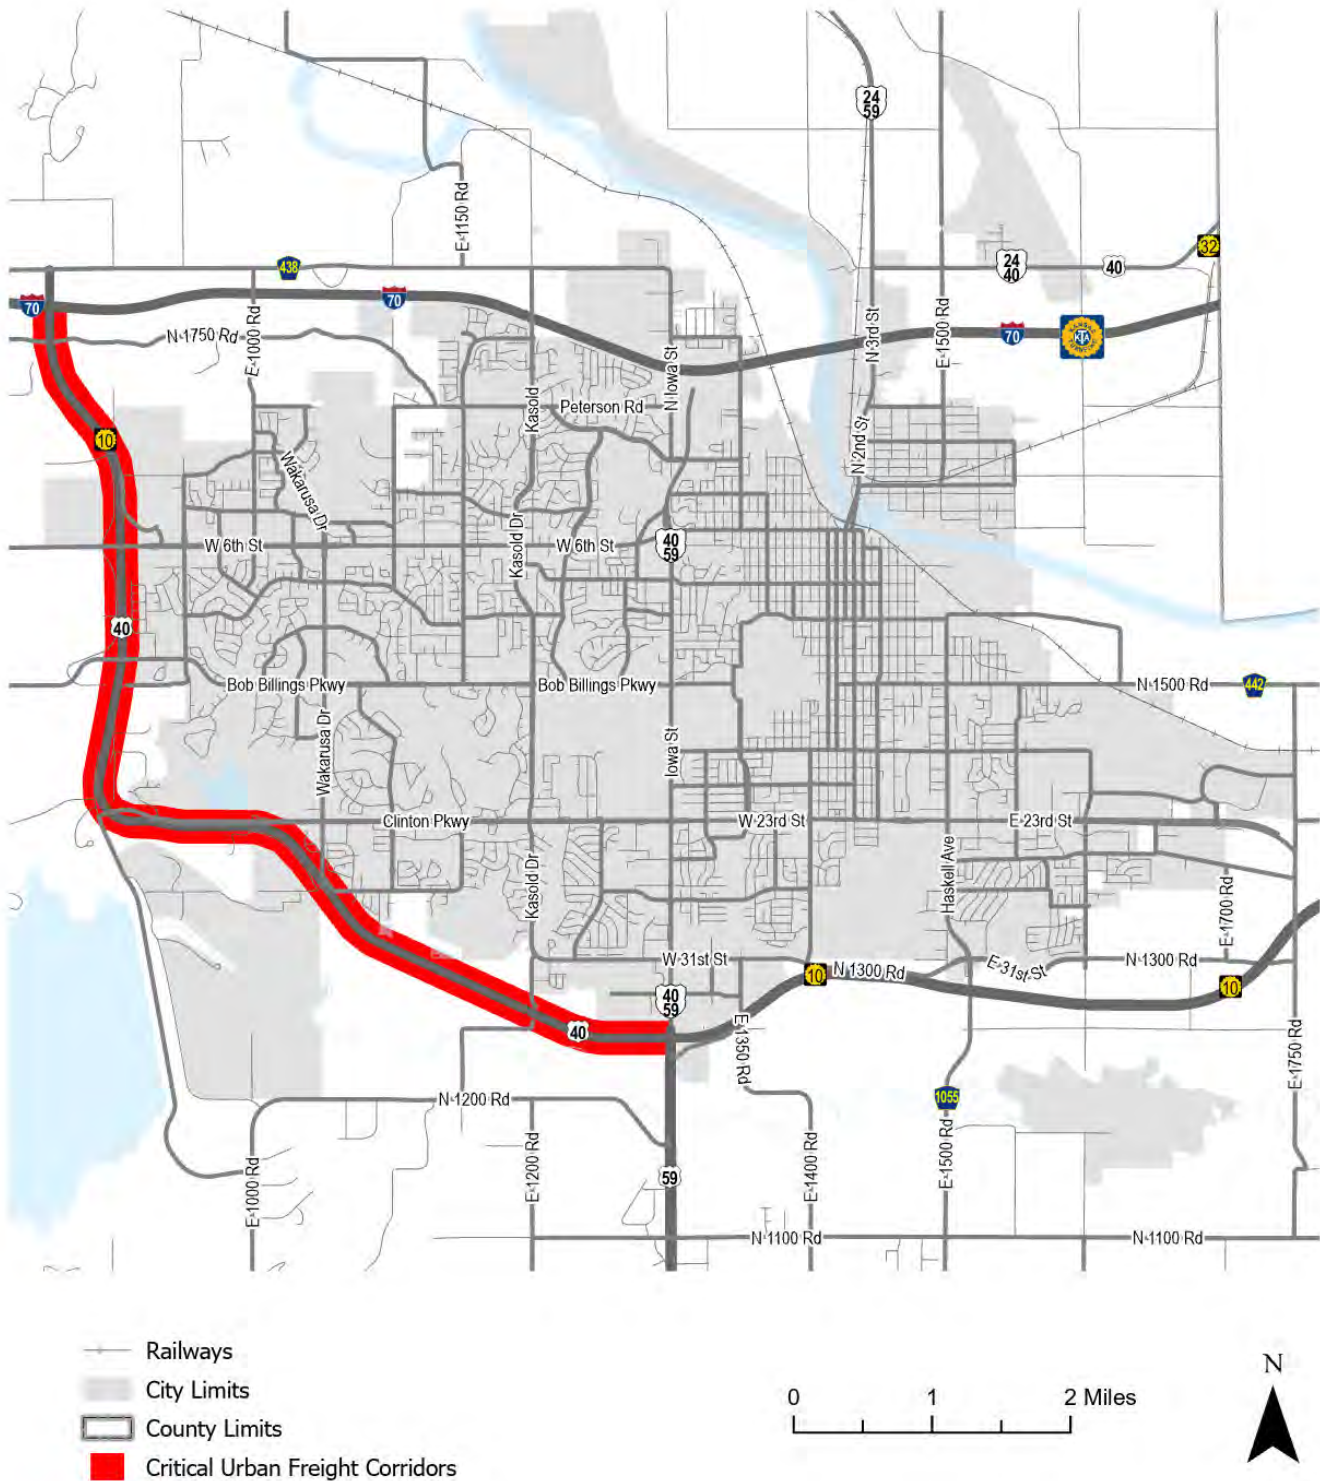 24
59
E 1150 Rd
438
32
24
40
40
70
70
N 1750 Rd
E 1000 Rd
N Iowa St
N 3rd St
E 1500 Rd
70
KANSAS
KTA
TURNPIKE
Kasold
Peterson Rd
10
N 2nd St
Wakarusa Dr
Kasold Dr
W 6th St
W 6th St
40
59
40
Bob Billings Pkwy
Bob Billings Pkwy
N 1500 Rd
442
Wakarusa Dr
Iowa St
Clinton Pkwy
W 23rd St
E 23rd St
Kasold Dr
Haskell Ave
E 1700 Rd
W 31st St
10
N 1300 Rd
E 31st St
N 1300 Rd
10
40
59
40
E 1350 Rd
E 1750 Rd
N 1200 Rd
1055
E 1000 Rd
E 1200 Rd
59
E 1400 Rd
E 1500 Rd
N 1100 Rd
N 1100 Rd
Railways
City Limits
County Limits
Critical Urban Freight Corridors
0 1 2 Miles
N